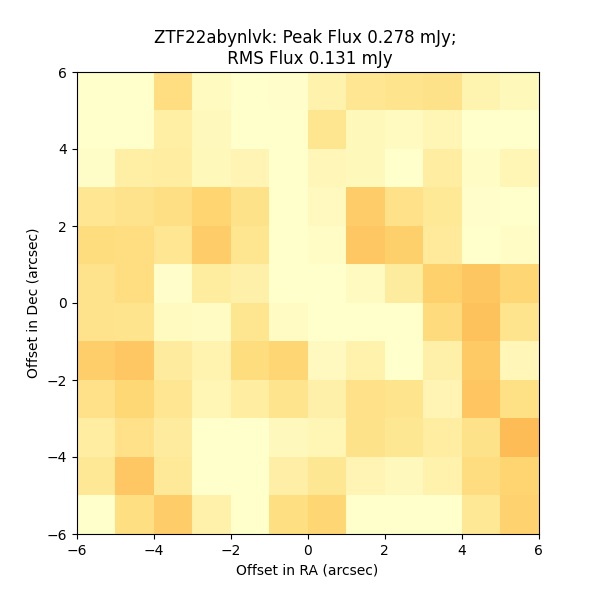 ZTF22abynlvk: Peak Flux 0.278 mJy;
RMS Flux 0.131 mJy
6
4
2
0
−2
−4
−6
Offset in Dec (arcsec)
−6 −4 −2 0 2 4 6
Offset in RA (arcsec)